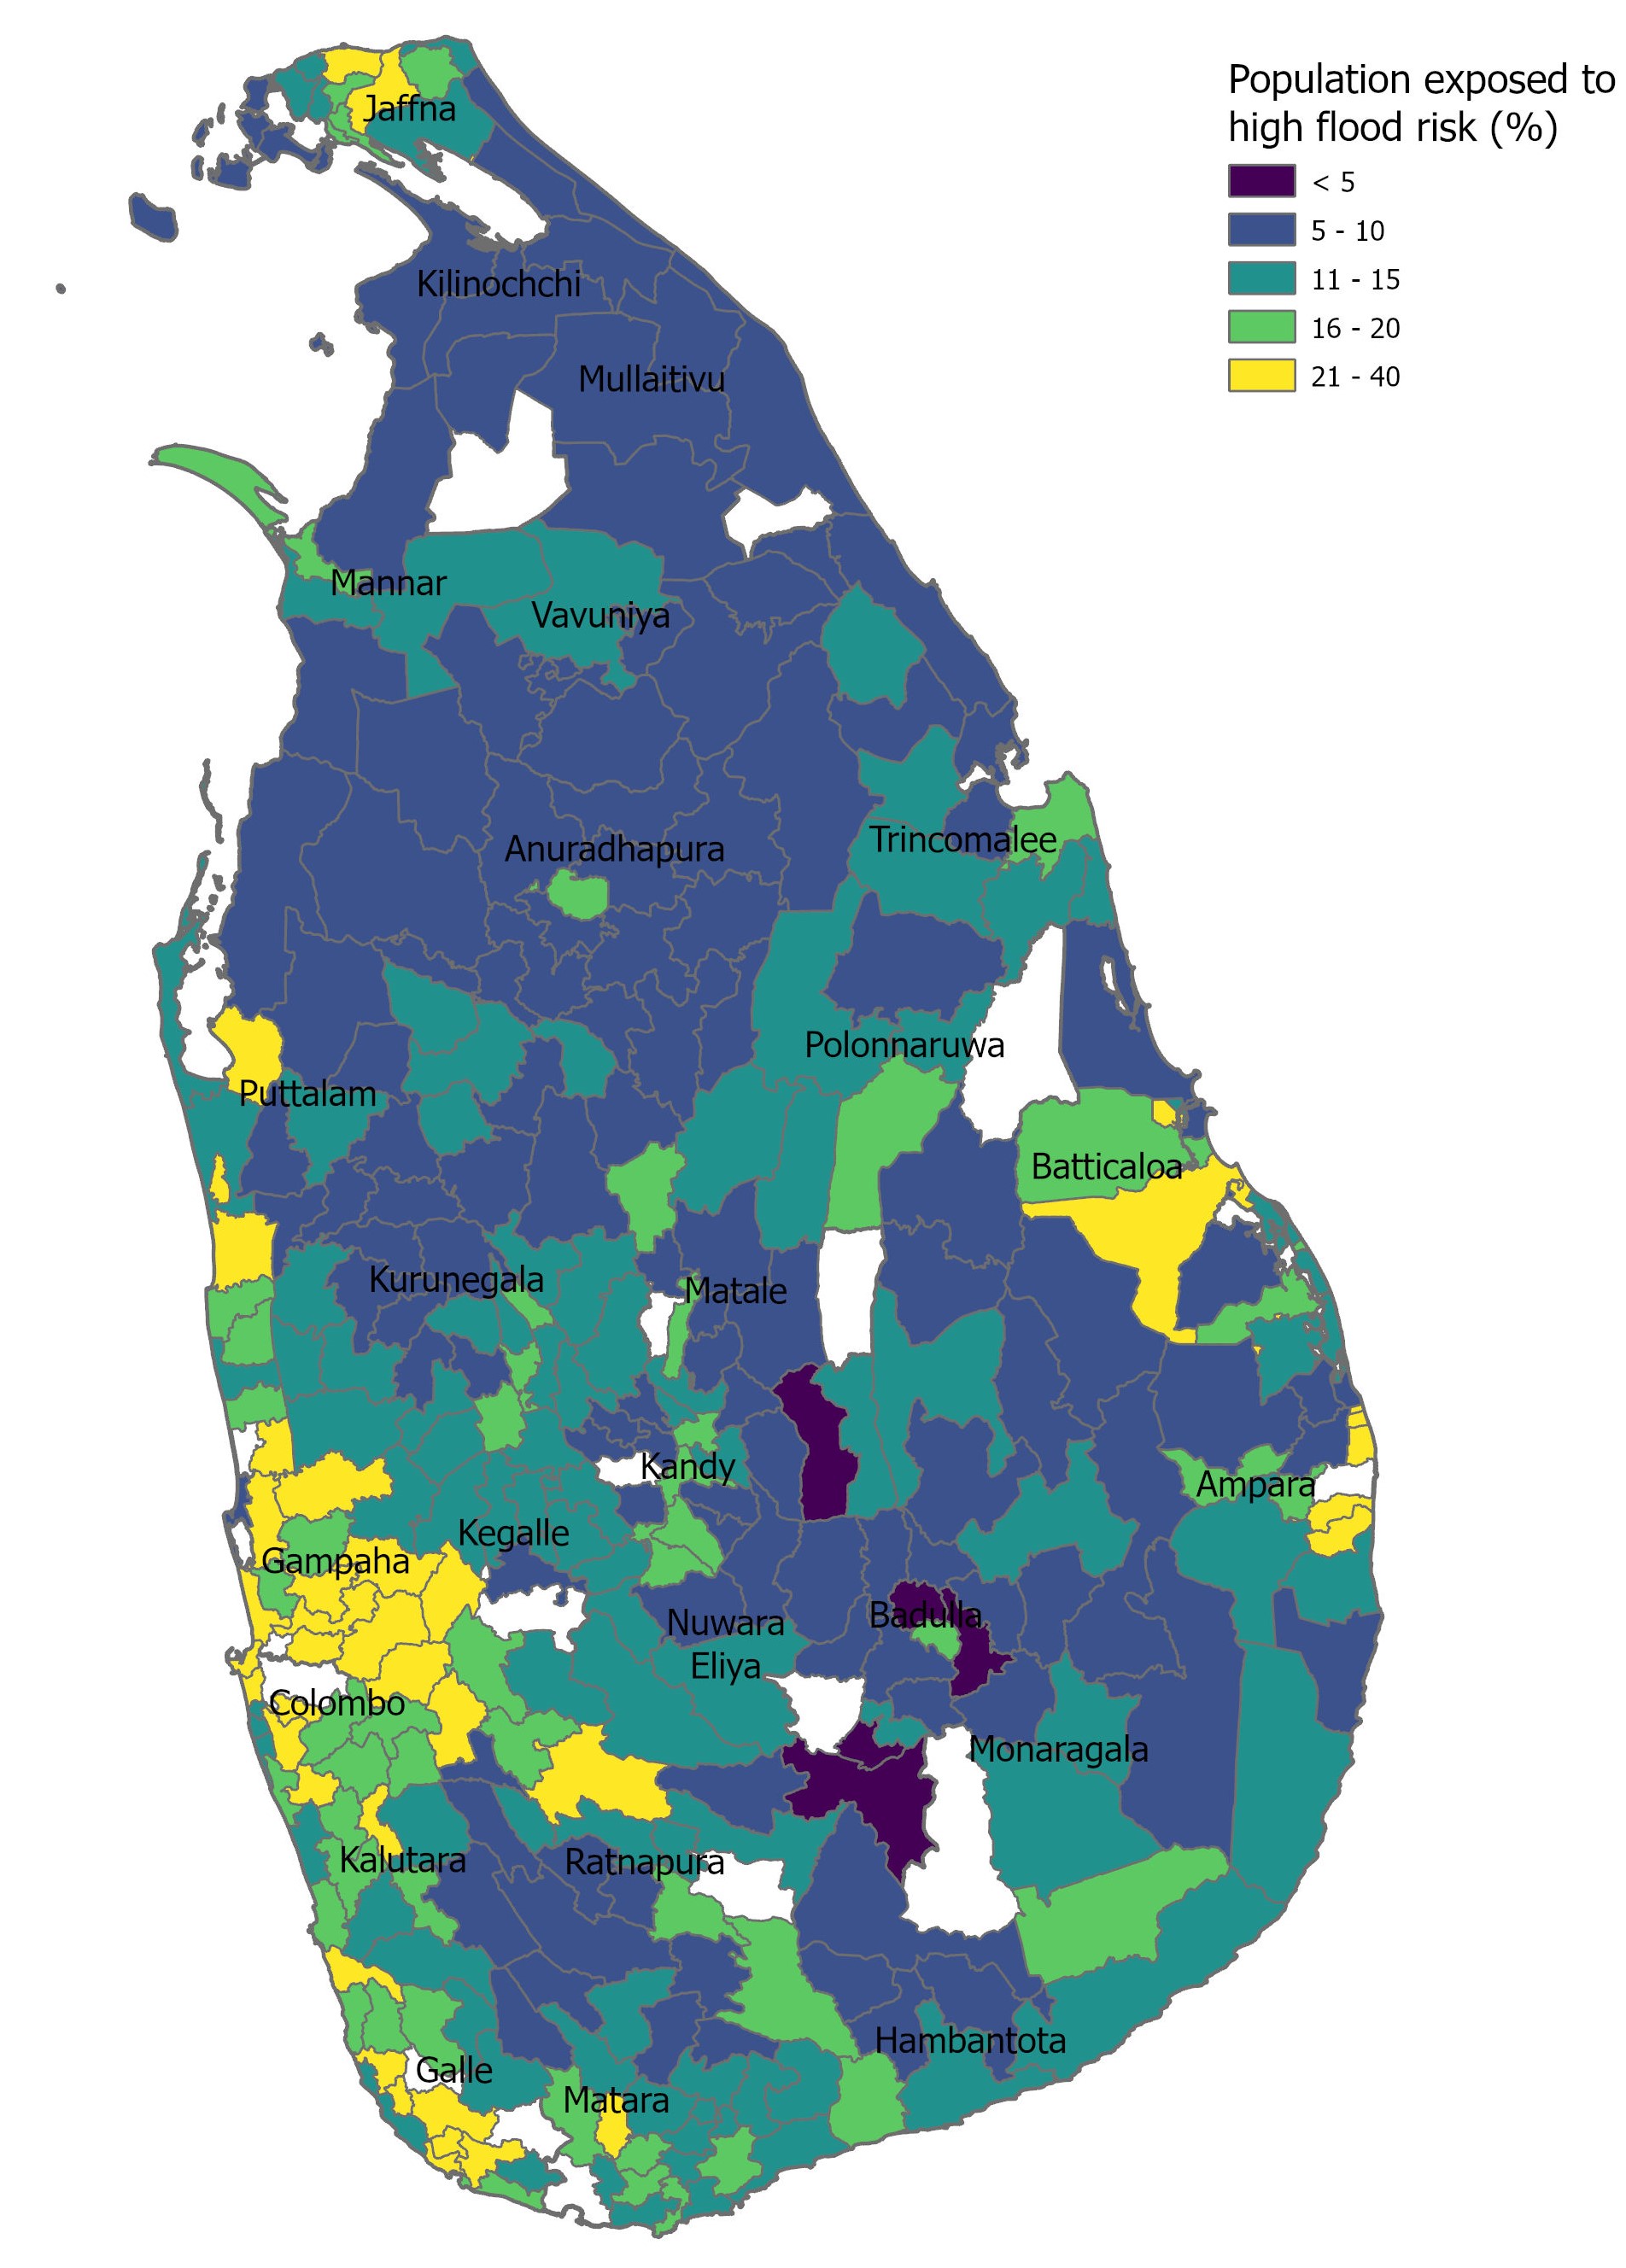 Population exposed to
high flood risk (%)
< 5
5 - 10
11 - 15
16 - 20
21 - 40
Jaffna
Kilinochchi
Mullaitivu
Mannar
Vavuniya
Trincomalee
Anuradhapura
Polonnaruwa
Puttalam
Batticaloa
Kurunegala
Matale
Kandy
Ampara
Kegalle
Gampaha
Nuwara
Eliya
Badulla
Colombo
Monaragala
Kalutara
Ratnapura
Hambantota
Galle
Matara